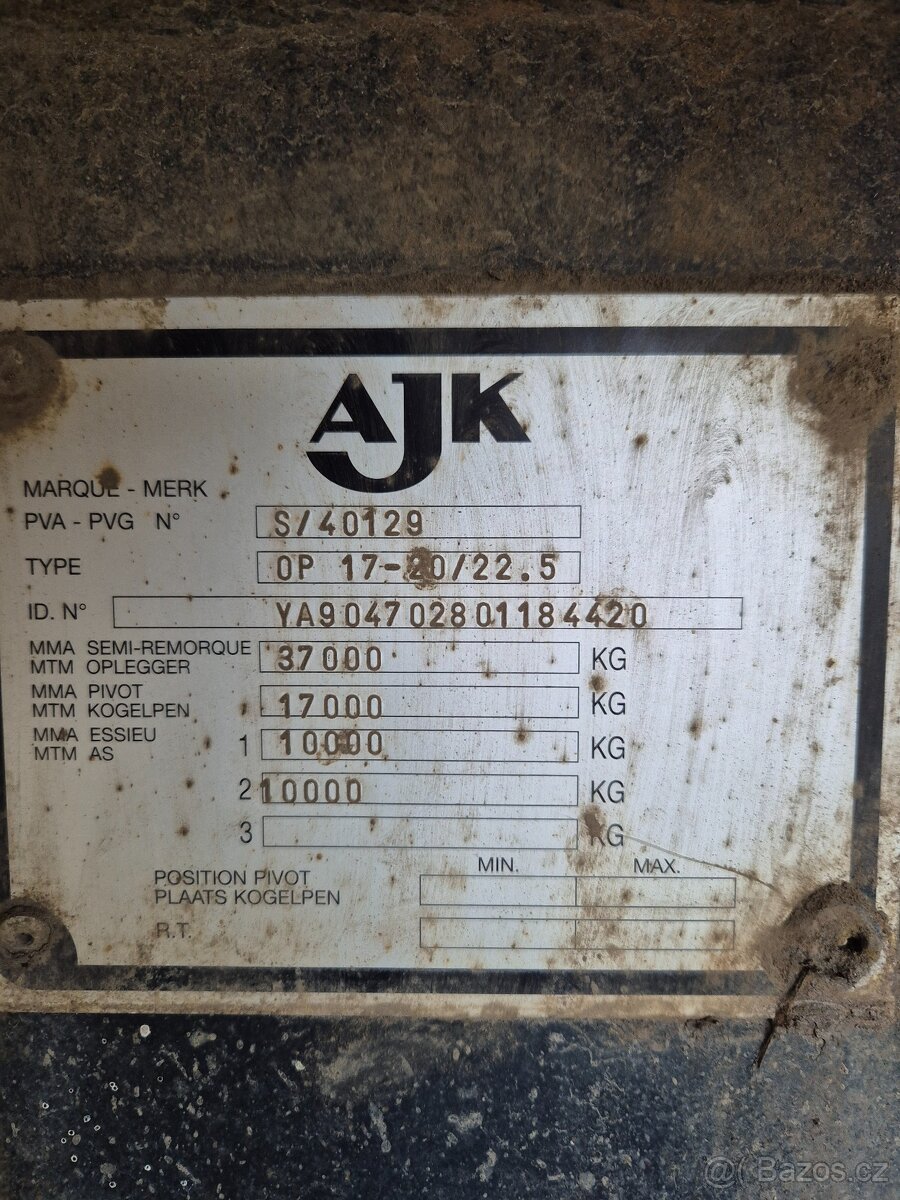 AJK
MARQUE - MERK
PVA - PVG N° S/40129
TYPE OP 17-20/22.5
ID. N° YA904702801184420
MMA SEMI-REMORQUE
MTM OPLEGGER 37000 KG
MMA PIVOT
MTM KOGELPEN 17000 KG
MMA ESSIEU
MTM AS 1 10000 KG
2 10000 KG
3 KG
MIN. MAX.
POSITION PIVOT
PLAATS KOGELPEN
R.T.
@ Bazos.cz